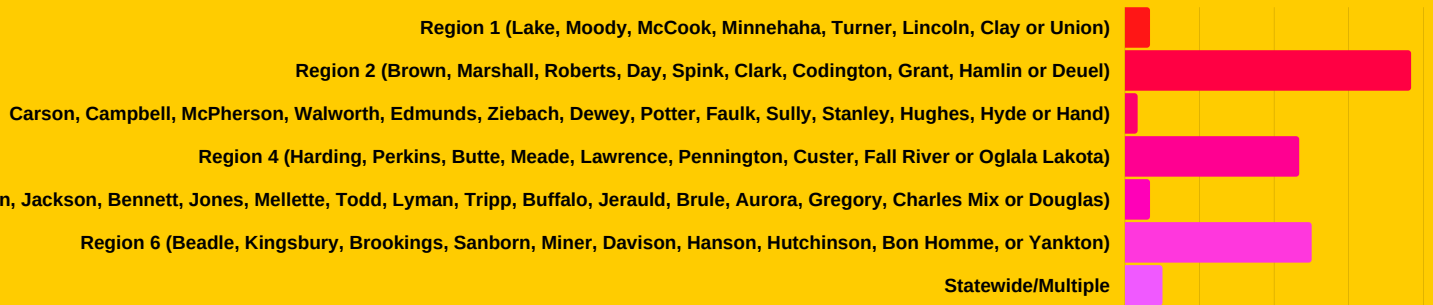 Region 1 (Lake, Moody, McCook, Minnehaha, Turner, Lincoln, Clay or Union)
Region 2 (Brown, Marshall, Roberts, Day, Spink, Clark, Codington, Grant, Hamlin or Deuel)
Carson, Campbell, McPherson, Walworth, Edmunds, Ziebach, Dewey, Potter, Faulk, Sully, Stanley, Hughes, Hyde or Hand)
Region 4 (Harding, Perkins, Butte, Meade, Lawrence, Pennington, Custer, Fall River or Oglala Lakota)
Jackson, Bennett, Jones, Mellette, Todd, Lyman, Tripp, Buffalo, Jerauld, Brule, Aurora, Gregory, Charles Mix or Douglas)
Region 6 (Beadle, Kingsbury, Brookings, Sanborn, Miner, Davison, Hanson, Hutchinson, Bon Homme, or Yankton)
Statewide/Multiple